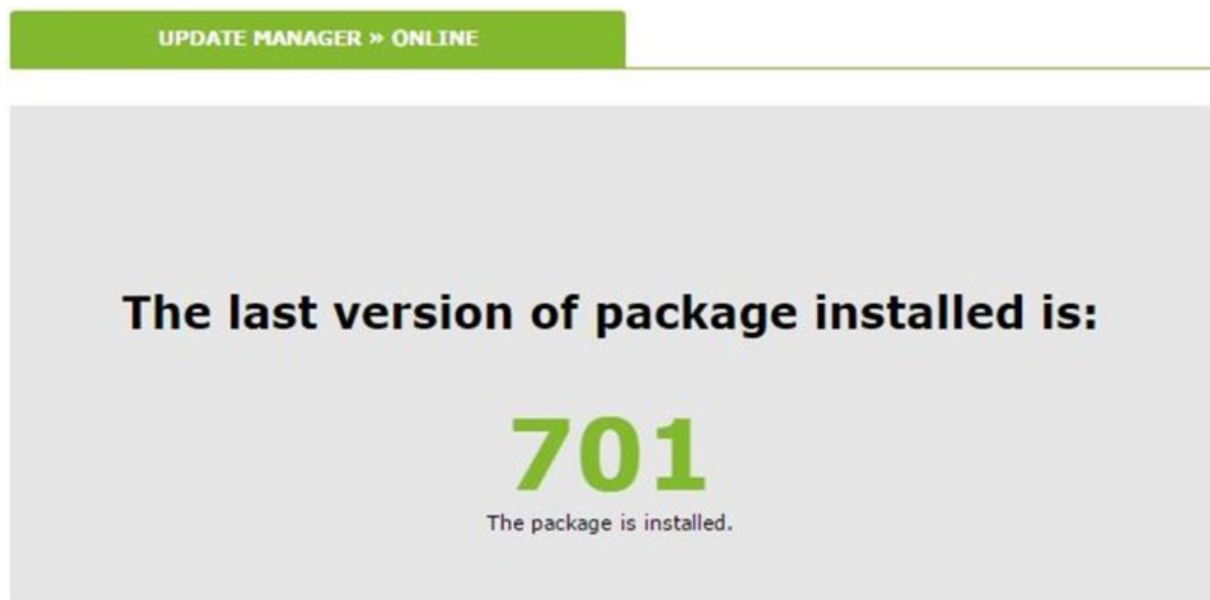 UPDATE MANAGER » ONLINE
The last version of package installed is:
701
The package is installed.